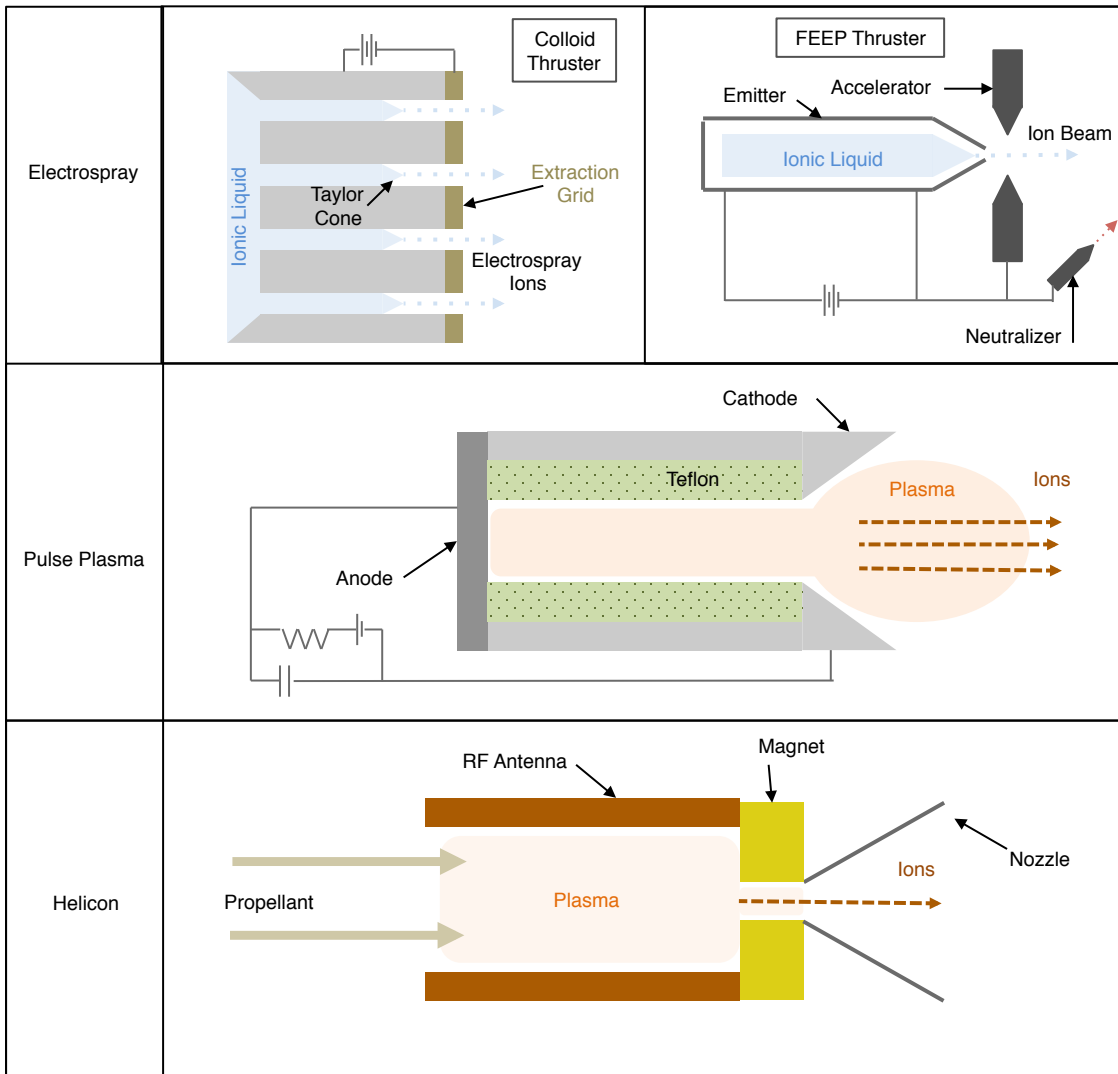 Electrospray
Colloid
Thruster
Ionic Liquid
Taylor
Cone
Extraction
Grid
Electrospray
Ions
FEEP Thruster
Accelerator
Emitter
Ion Beam
Ionic Liquid
Neutralizer
Pulse Plasma
Cathode
Teflon
Plasma
Ions
Anode
Helicon
RF Antenna
Magnet
Nozzle
Ions
Plasma
Propellant